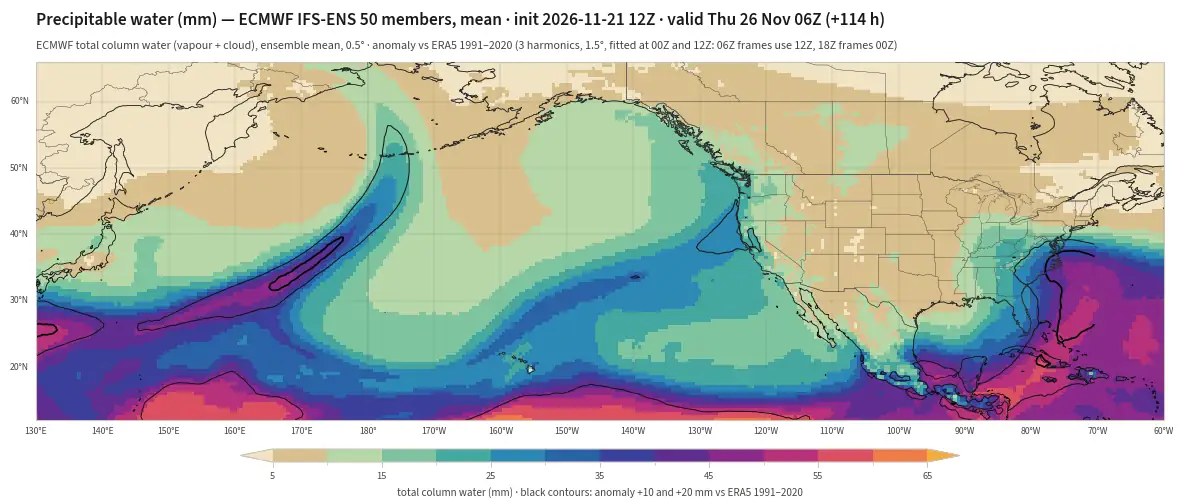 Precipitable water (mm) — ECMWF IFS-ENS 50 members, mean · init 2026-11-21 12Z · valid Thu 26 Nov 06Z (+114 h)
ECMWF total column water (vapour + cloud), ensemble mean, 0.5° · anomaly vs ERA5 1991–2020 (3 harmonics, 1.5°, fitted at 00Z and 12Z: 06Z frames use 12Z, 18Z frames 00Z)
60°N
50°N
40°N
30°N
20°N
130°E 140°E 150°E 160°E 170°E 180° 170°W 160°W 150°W 140°W 130°W 120°W 110°W 100°W 90°W 80°W 70°W 60°W
5 15 25 35 45 55 65
total column water (mm) · black contours: anomaly +10 and +20 mm vs ERA5 1991–2020